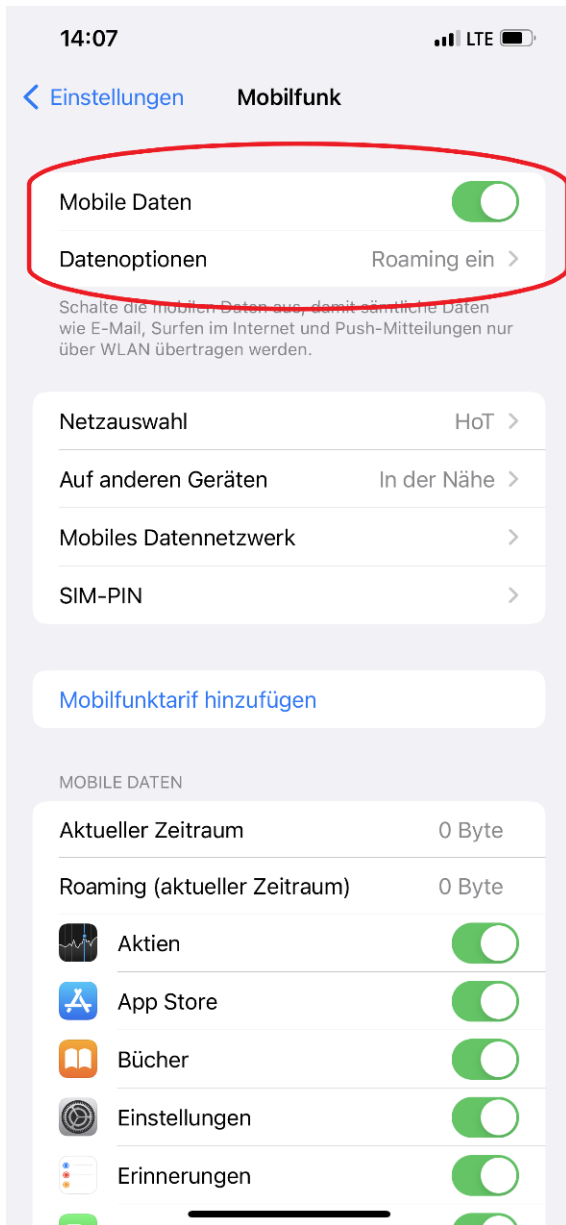 14:07 LTE
Einstellungen Mobilfunk
Mobile Daten
Datenoptionen Roaming ein
Schalte die mobilen Daten aus, damit sämtliche Daten
wie E-Mail, Surfen im Internet und Push-Mitteilungen nur
über WLAN übertragen werden.
Netzauswahl HoT
Auf anderen Geräten In der Nähe
Mobiles Datennetzwerk
SIM-PIN
Mobilfunktarif hinzufügen
MOBILE DATEN
Aktueller Zeitraum 0 Byte
Roaming (aktueller Zeitraum) 0 Byte
Aktien
App Store
Bücher
Einstellungen
Erinnerungen